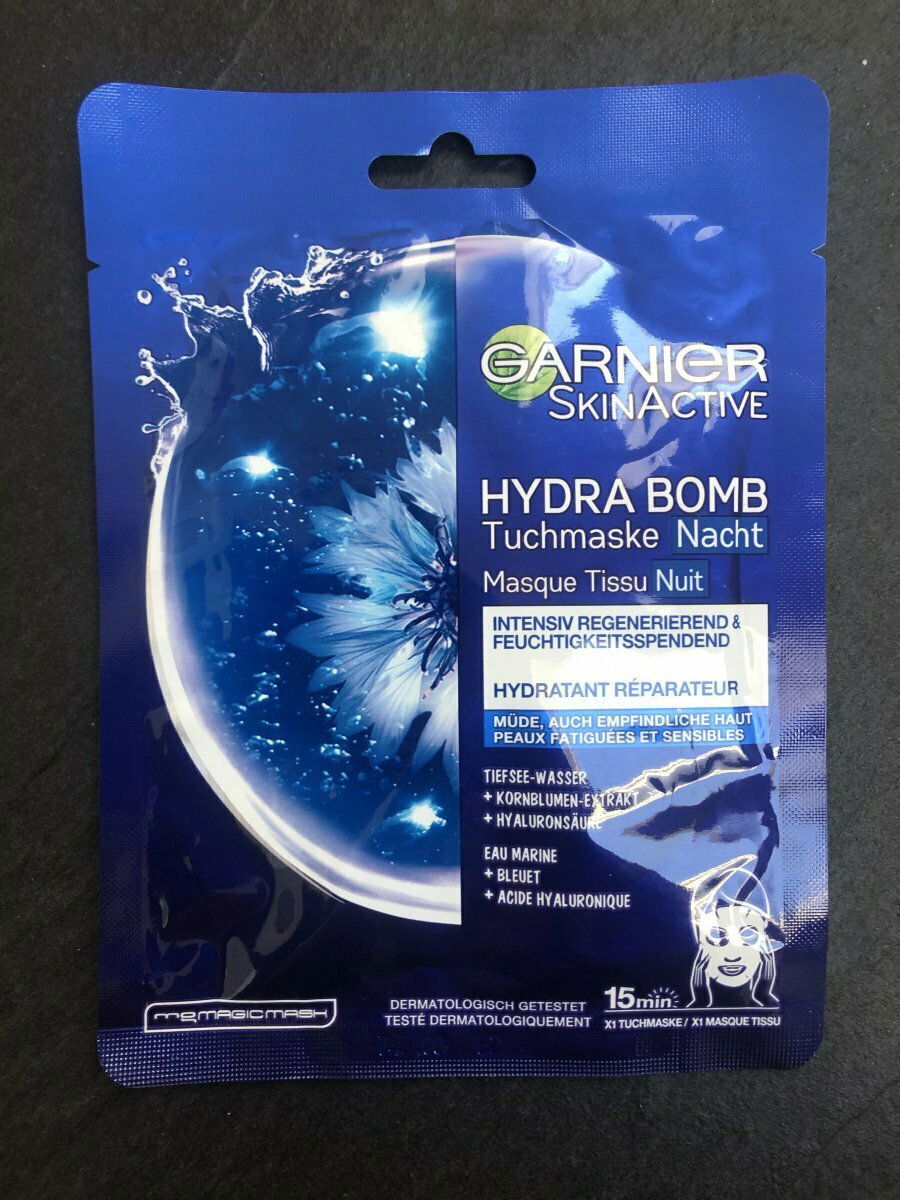 GARNIER
SKINACTIVE
HYDRA BOMB
Tuchmaske Nacht
Masque Tissu Nuit
INTENSIV REGENERIEREND &
FEUCHTIGKEITSSPENDEND
HYDRATANT RÉPARATEUR
MÜDE, AUCH EMPFINDLICHE HAUT
PEAUX FATIGUÉES ET SENSIBLES
TIEFSEE-WASSER
+ KORNBLUMEN-EXTRAKT
+ HYALURONSÄURE
EAU MARINE
+ BLEUET
+ ACIDE HYALURONIQUE
MAGICMASK
DERMATOLOGISCH GETESTET
TESTÉ DERMATOLOGIQUEMENT
15min
X1 TUCHMASKE / X1 MASQUE TISSU